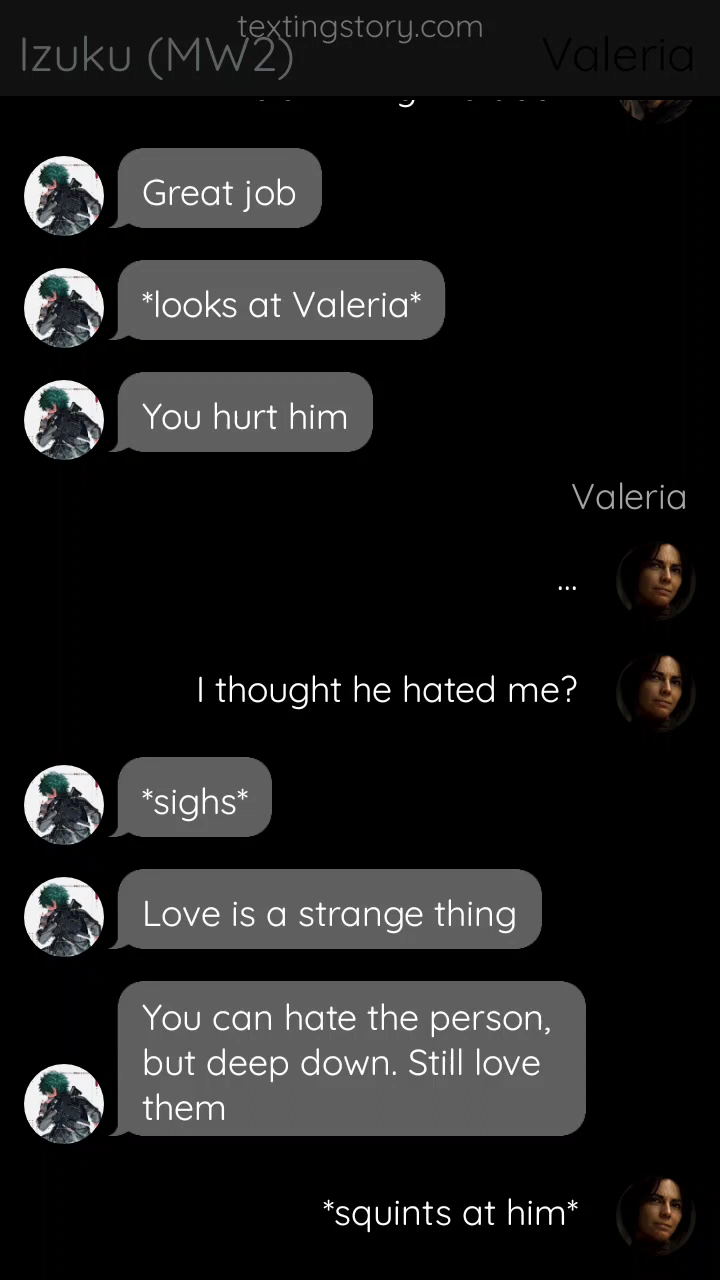 textingstory.com
Izuku (MW2)
Valeria
Great job
*looks at Valeria*
You hurt him
Valeria
...
I thought he hated me?
*sighs*
Love is a strange thing
You can hate the person,
but deep down. Still love
them
*squints at him*